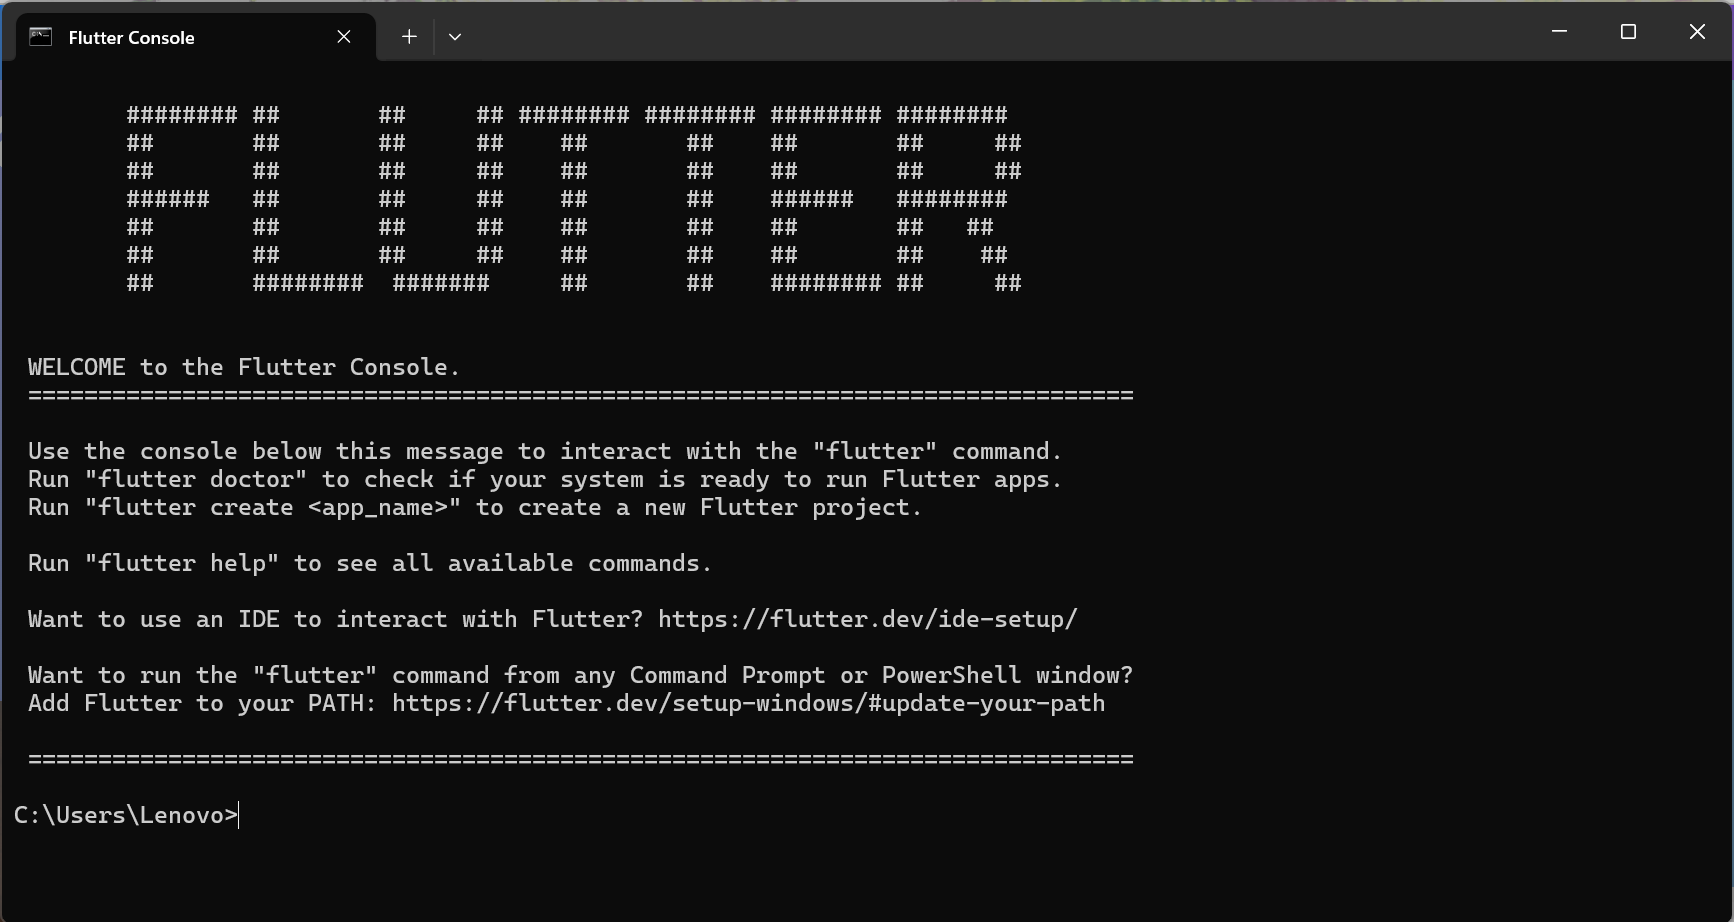 Flutter Console
######## ##       ##     ## ######## ######## ######## ########
##       ##       ##     ##    ##       ##    ##       ##     ##
##       ##       ##     ##    ##       ##    ##       ##     ##
######   ##       ##     ##    ##       ##    ######   ########
##       ##       ##     ##    ##       ##    ##       ##   ##
##       ##       ##     ##    ##       ##    ##       ##    ##
##       ########  #######     ##       ##    ######## ##     ##
WELCOME to the Flutter Console.
===============================================================================
Use the console below this message to interact with the "flutter" command.
Run "flutter doctor" to check if your system is ready to run Flutter apps.
Run "flutter create <app_name>" to create a new Flutter project.
Run "flutter help" to see all available commands.
Want to use an IDE to interact with Flutter? https://flutter.dev/ide-setup/
Want to run the "flutter" command from any Command Prompt or PowerShell window?
Add Flutter to your PATH: https://flutter.dev/setup-windows/#update-your-path
===============================================================================
C:\Users\Lenovo>